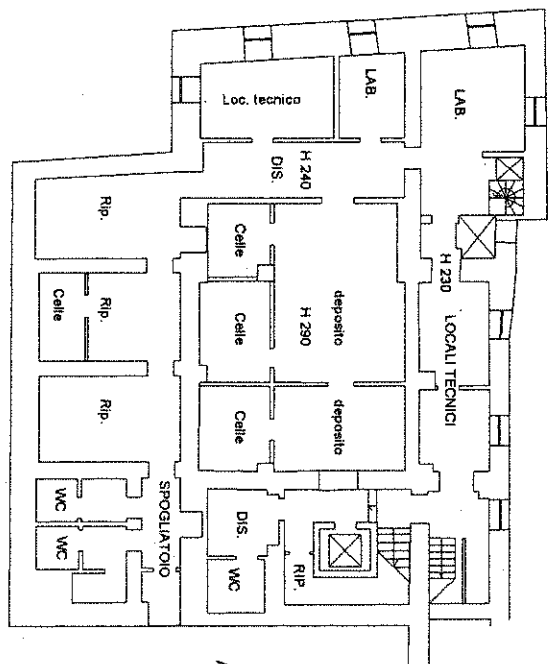 Loc. tecnico
LAB.
LAB.
H 240
DIS.
Rip.
Celle
deposito
H 230
LOCALI TECNICI
Rip.
Celle
Celle
H 290
Rip.
Celle
deposito
SPOGLIATOIO
WC
WC
DIS.
WC
RIP.